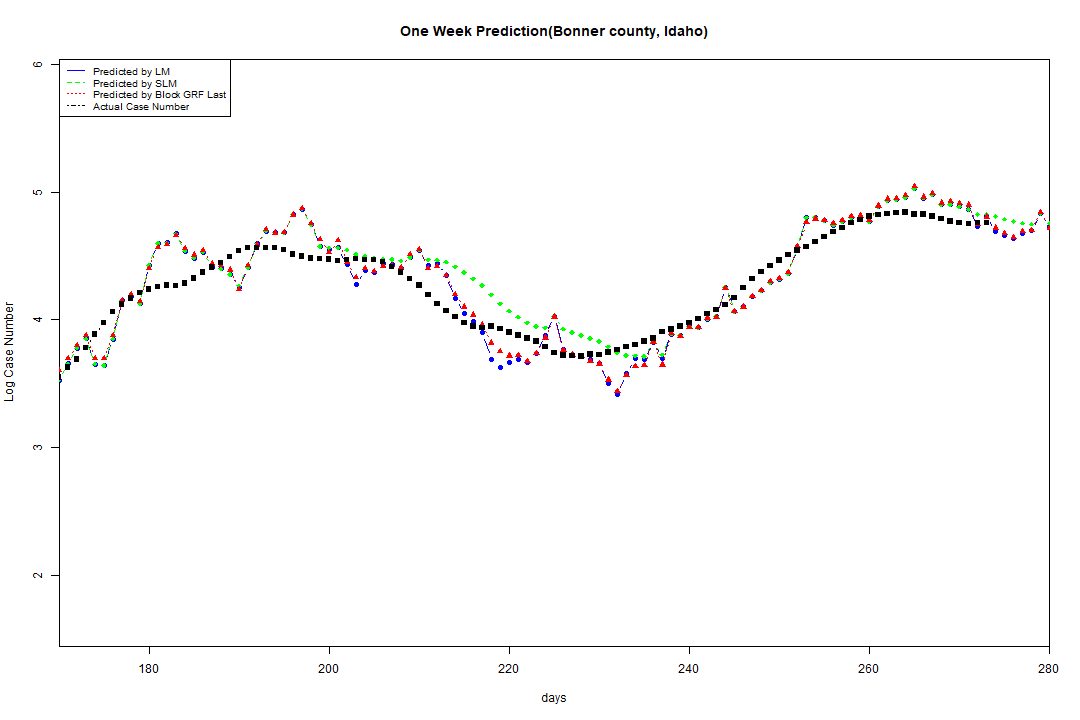 One Week Prediction(Bonner county, Idaho)
Predicted by LM
Predicted by SLM
Predicted by Block GRF Last
Actual Case Number
6
5
4
3
2
Log Case Number
180
200
220
240
260
280
days